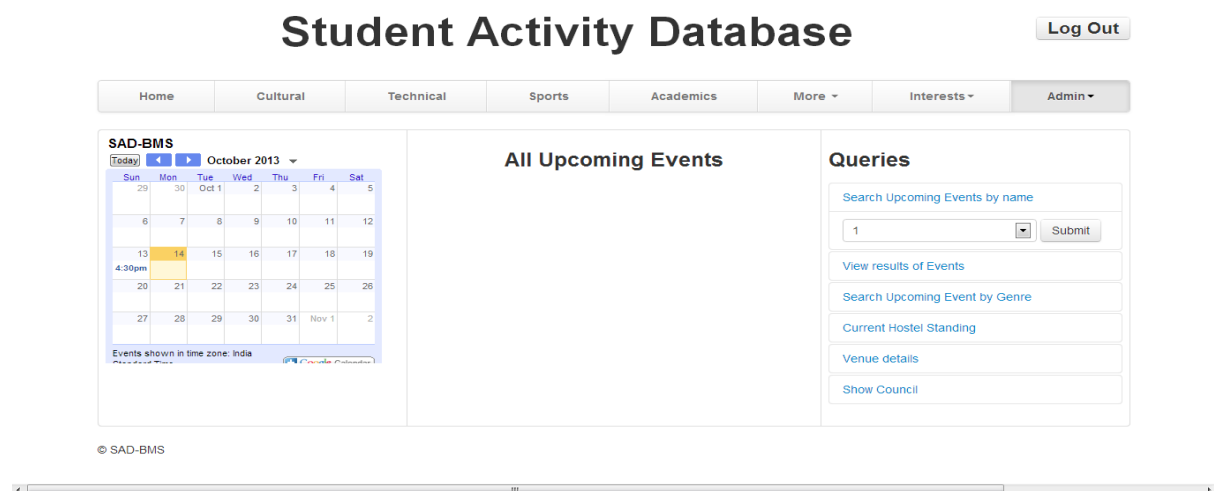 Student Activity Database
Log Out
Home Cultural Technical Sports Academics More Interests Admin
SAD-BMS
Today October 2013
Sun Mon Tue Wed Thu Fri Sat
29 30 Oct 1 2 3 4 5
6 7 8 9 10 11 12
13 14 15 16 17 18 19
4:30pm
20 21 22 23 24 25 26
27 28 29 30 31 Nov 1 2
Events shown in time zone: India
Standard Time
Google Calendar
All Upcoming Events
Queries
Search Upcoming Events by name
1 Submit
View results of Events
Search Upcoming Event by Genre
Current Hostel Standing
Venue details
Show Council
© SAD-BMS